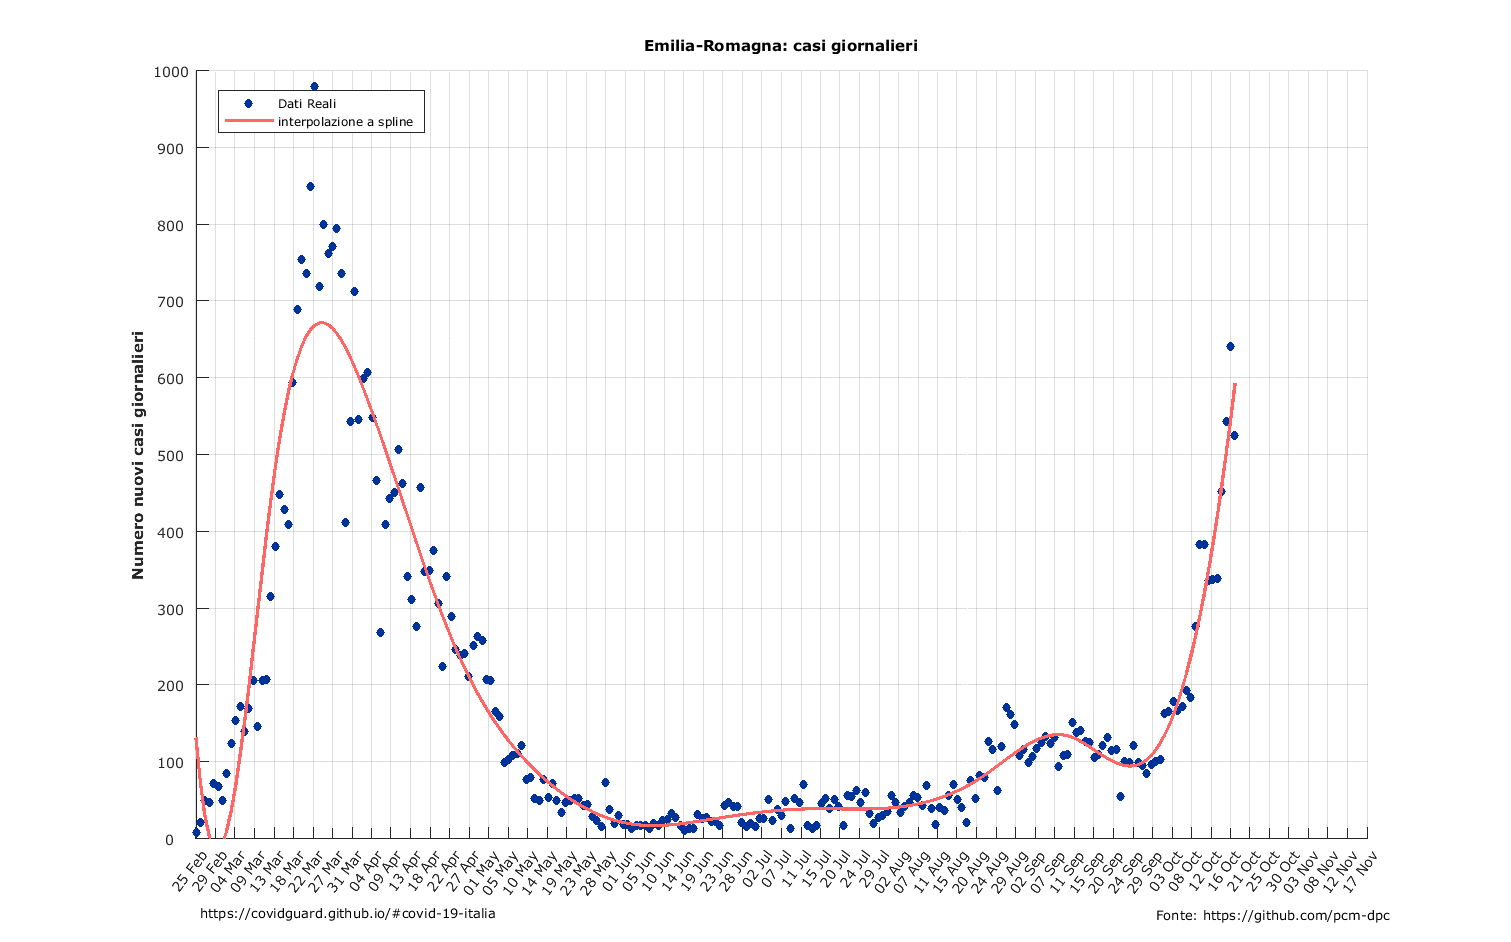 Emilia-Romagna: casi giornalieri
Dati Reali
interpolazione a spline
Numero nuovi casi giornalieri
1000
900
800
700
600
500
400
300
200
100
0
25 Feb
29 Feb
04 Mar
09 Mar
13 Mar
18 Mar
22 Mar
27 Mar
31 Mar
04 Apr
09 Apr
13 Apr
18 Apr
22 Apr
27 Apr
01 May
05 May
10 May
14 May
19 May
23 May
28 May
01 Jun
05 Jun
10 Jun
14 Jun
19 Jun
23 Jun
28 Jun
02 Jul
07 Jul
11 Jul
15 Jul
20 Jul
24 Jul
29 Jul
02 Aug
07 Aug
11 Aug
15 Aug
20 Aug
24 Aug
29 Aug
02 Sep
07 Sep
11 Sep
15 Sep
20 Sep
24 Sep
29 Sep
03 Oct
08 Oct
12 Oct
16 Oct
21 Oct
25 Oct
30 Oct
03 Nov
08 Nov
12 Nov
17 Nov
https://covidguard.github.io/#covid-19-italia
Fonte: https://github.com/pcm-dpc